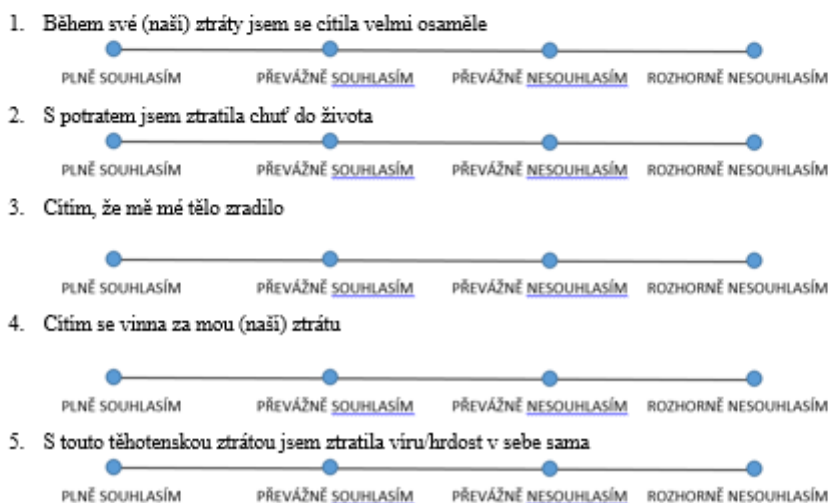 1. Během své (naší) ztráty jsem se cítila velmi osaměle
PLNĚ SOUHLASÍM PŘEVÁŽNĚ SOUHLASÍM PŘEVÁŽNĚ NESOUHLASÍM ROZHORNĚ NESOUHLASÍM
2. S potratem jsem ztratila chuť do života
PLNĚ SOUHLASÍM PŘEVÁŽNĚ SOUHLASÍM PŘEVÁŽNĚ NESOUHLASÍM ROZHORNĚ NESOUHLASÍM
3. Cítím, že mě mé tělo zradilo
PLNĚ SOUHLASÍM PŘEVÁŽNĚ SOUHLASÍM PŘEVÁŽNĚ NESOUHLASÍM ROZHORNĚ NESOUHLASÍM
4. Cítím se vinna za mou (naší) ztrátu
PLNĚ SOUHLASÍM PŘEVÁŽNĚ SOUHLASÍM PŘEVÁŽNĚ NESOUHLASÍM ROZHORNĚ NESOUHLASÍM
5. S touto těhotenskou ztrátou jsem ztratila víru/hrdost v sebe sama
PLNĚ SOUHLASÍM PŘEVÁŽNĚ SOUHLASÍM PŘEVÁŽNĚ NESOUHLASÍM ROZHORNĚ NESOUHLASÍM